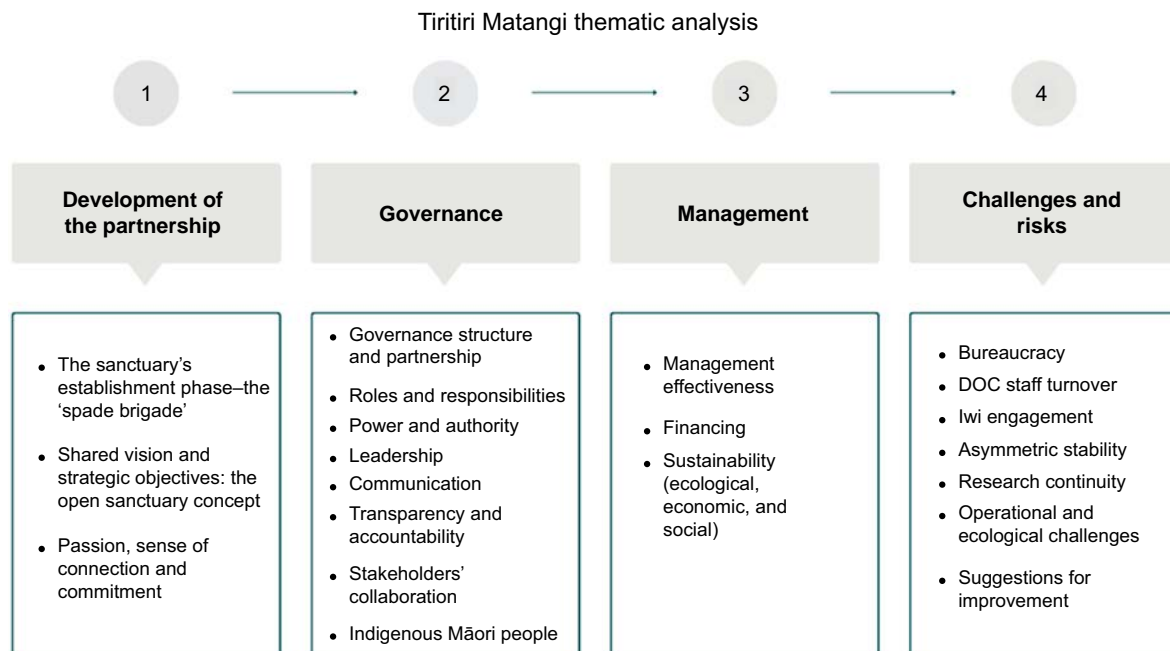 Tiritiri Matangi thematic analysis
1
2
3
4
Development of
the partnership
Governance
Management
Challenges and
risks
• The sanctuary's
establishment phase–the
‘spade brigade’
• Shared vision and
strategic objectives: the
open sanctuary concept
• Passion, sense of
connection and
commitment
• Governance structure
and partnership
• Roles and responsibilities
• Power and authority
• Leadership
• Communication
• Transparency and
accountability
• Stakeholders’
collaboration
• Indigenous Māori people
• Management
effectiveness
• Financing
• Sustainability
(ecological,
economic, and
social)
• Bureaucracy
• DOC staff turnover
• Iwi engagement
• Asymmetric stability
• Research continuity
• Operational and
ecological challenges
• Suggestions for
improvement